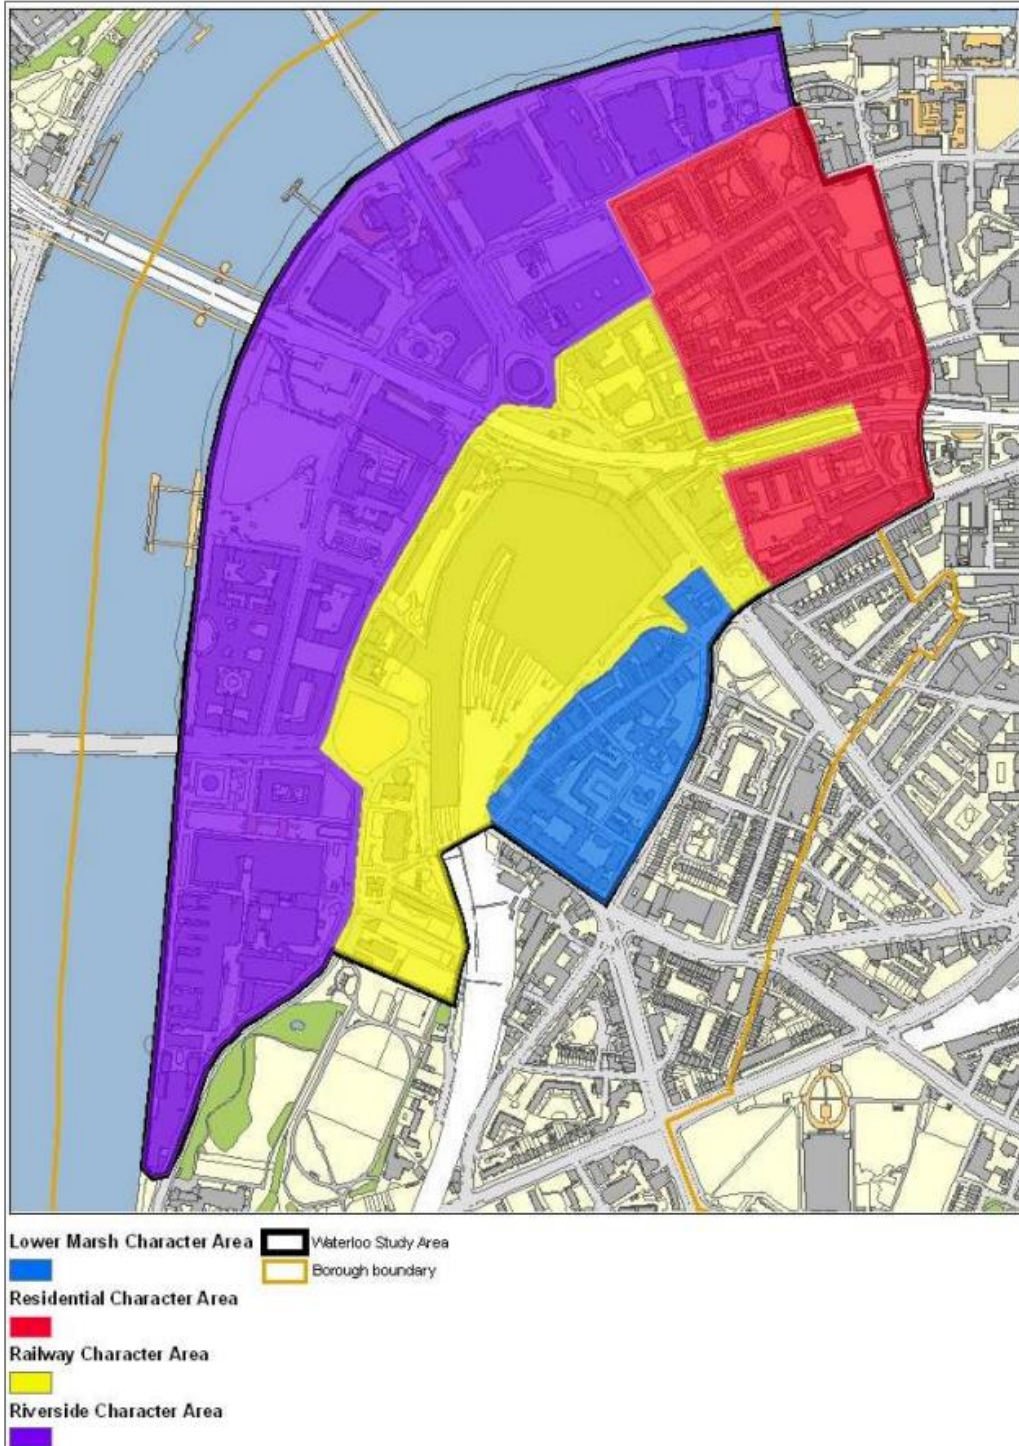 Lower Marsh Character Area
Waterloo Study Area
Borough boundary
Residential Character Area
Railway Character Area
Riverside Character Area